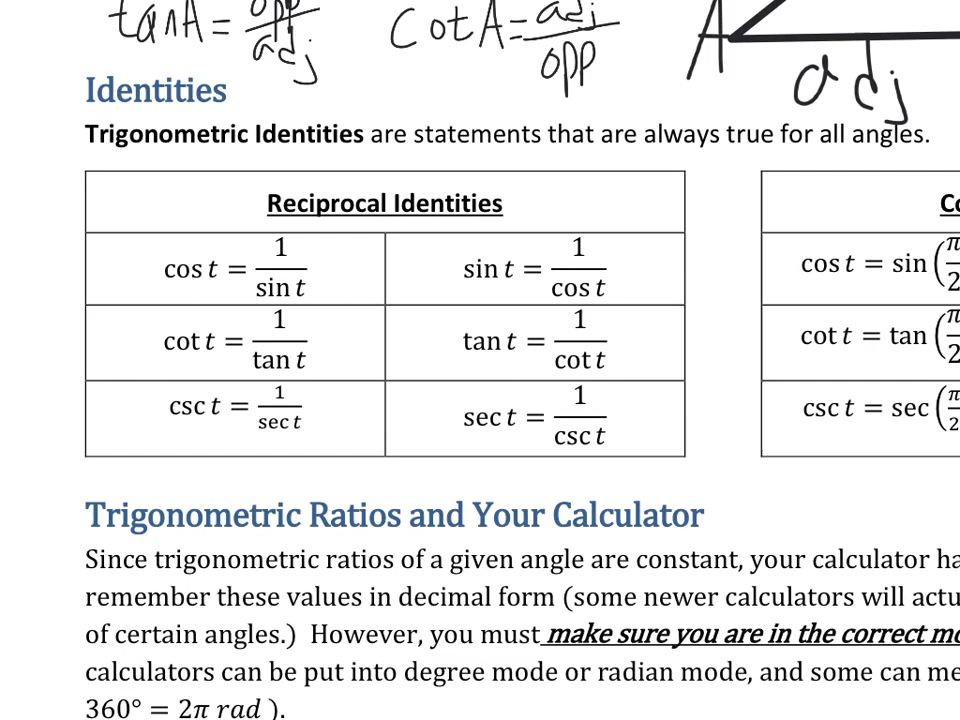 tanA = opp/adj   cotA = adj/opp   A
adj
Identities
Trigonometric Identities are statements that are always true for all angles.
Reciprocal Identities
cos t = 1/sin t   sin t = 1/cos t   cos t = sin (π/2
cot t = 1/tan t   tan t = 1/cot t   cot t = tan (π/2
csc t = 1/sec t   sec t = 1/csc t   csc t = sec (π/2
Trigonometric Ratios and Your Calculator
Since trigonometric ratios of a given angle are constant, your calculator ha
remember these values in decimal form (some newer calculators will actu
of certain angles.) However, you must make sure you are in the correct mo
calculators can be put into degree mode or radian mode, and some can me
360° = 2π rad ).